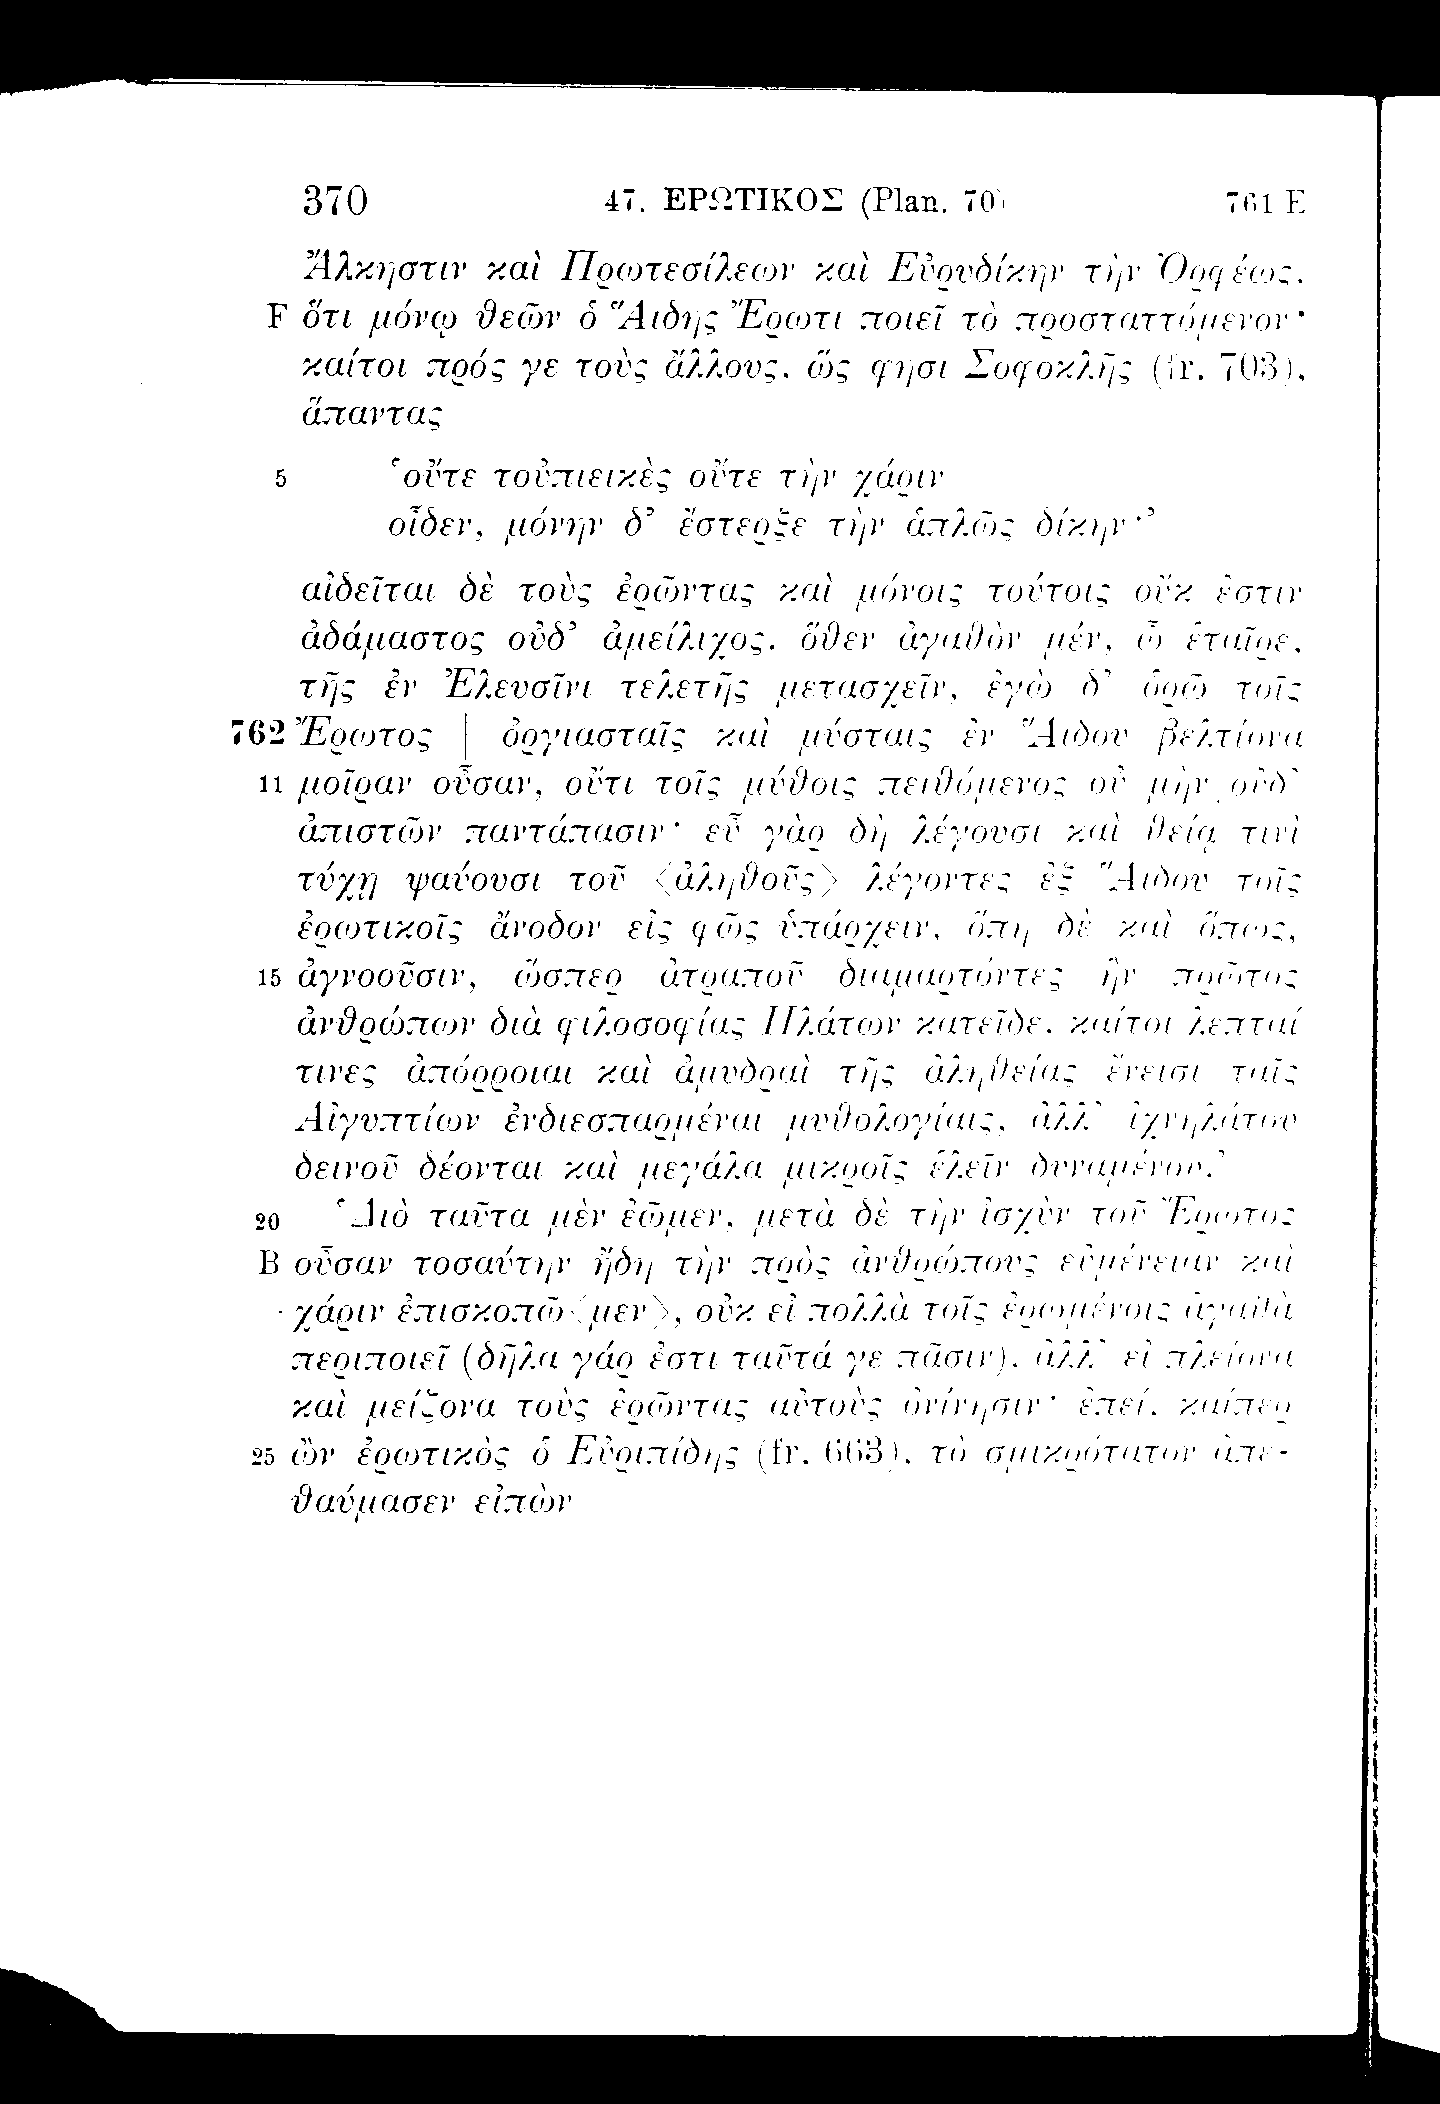 370 47. ΕΡΩΤΙΚΟΣ (Plan. 70) 761 E
Ἄλκηστιν καὶ Πρωτεσίλεων καὶ Εὐρυδίκην τὴν Ὀρφέως,
F ὅτι μόνῳ θεῶν ὁ Ἅιδης Ἔρωτι ποιεῖ τὸ προσταττόμενον·
καίτοι πρός γε τοὺς ἄλλους, ὥς φησι Σοφοκλῆς (fr. 703),
ἅπαντας
5 ‘οὔτε τοὐπιεικὲς οὔτε τὴν χάριν
οἶδεν, μόνην δ’ ἔστερξε τὴν ἁπλῶς δίκην·’
αἰδεῖται δὲ τοὺς ἐρῶντας καὶ μόνοις τούτοις οὔκ ἐστιν
ἀδάμαστος οὐδ’ ἀμείλιχος. ὅθεν ἀγαθὸν μέν, ὦ ἑταῖρε,
τῆς ἐν Ἐλευσῖνι τελετῆς μετασχεῖν, ἐγὼ δ’ ὁρῶ τοῖς
762 Ἔρωτος | ὀργιασταῖς καὶ μύσταις ἐν Ἅιδου βελτίονα
11 μοῖραν οὖσαν, οὔτι τοῖς μύθοις πειθόμενος οὐ μὴν οὐδ’
ἀπιστῶν παντάπασιν· εὖ γὰρ δὴ λέγουσι καὶ θείᾳ τινὶ
τύχῃ ψαύουσι τοῦ <ἀληθοῦς> λέγοντες ἐξ Ἅιδου τοῖς
ἐρωτικοῖς ἄνοδον εἰς φῶς ὑπάρχειν, ὅπη δὲ καὶ ὅπως,
15 ἀγνοοῦσιν, ὥσπερ ἀτραποῦ διαμαρτόντες ἣν πρῶτος
ἀνθρώπων διὰ φιλοσοφίας Πλάτων κατεῖδε. καίτοι λεπταί
τινες ἀπόρροιαι καὶ ἀμυδραὶ τῆς ἀληθείας ἔνεισι ταῖς
Αἰγυπτίων ἐνδιεσπαρμέναι μυθολογίαις, ἀλλ’ ἰχνηλάτου
δεινοῦ δέονται καὶ μεγάλα μικροῖς ἑλεῖν δυναμένου.’
20 ‘Διὸ ταῦτα μὲν ἐῶμεν, μετὰ δὲ τὴν ἰσχὺν τοῦ Ἔρωτος
B οὖσαν τοσαύτην ἤδη τὴν πρὸς ἀνθρώπους εὐμένειαν καὶ
χάριν ἐπισκοπῶ<μεν>, οὐκ εἰ πολλὰ τοῖς ἐρωμένοις ἀγαθὰ
περιποιεῖ (δῆλα γάρ ἐστι ταῦτά γε πᾶσιν), ἀλλ’ εἰ πλείονα
καὶ μείζονα τοὺς ἐρῶντας αὐτοὺς ὀνίνησιν· ἐπεί, καίπερ
25 ὢν ἐρωτικὸς ὁ Εὐριπίδης (fr. 663), τὸ σμικρότατον ἀπε-
θαύμασεν εἰπὼν